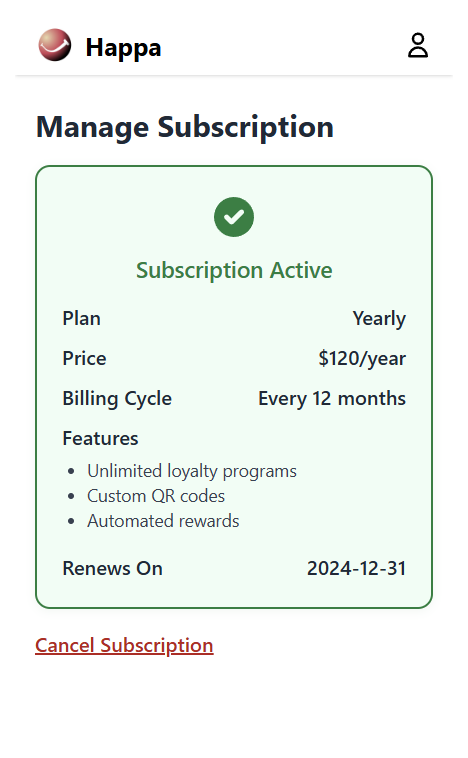 Happa
Manage Subscription
Subscription Active
Plan Yearly
Price $120/year
Billing Cycle Every 12 months
Features
• Unlimited loyalty programs
• Custom QR codes
• Automated rewards
Renews On 2024-12-31
Cancel Subscription